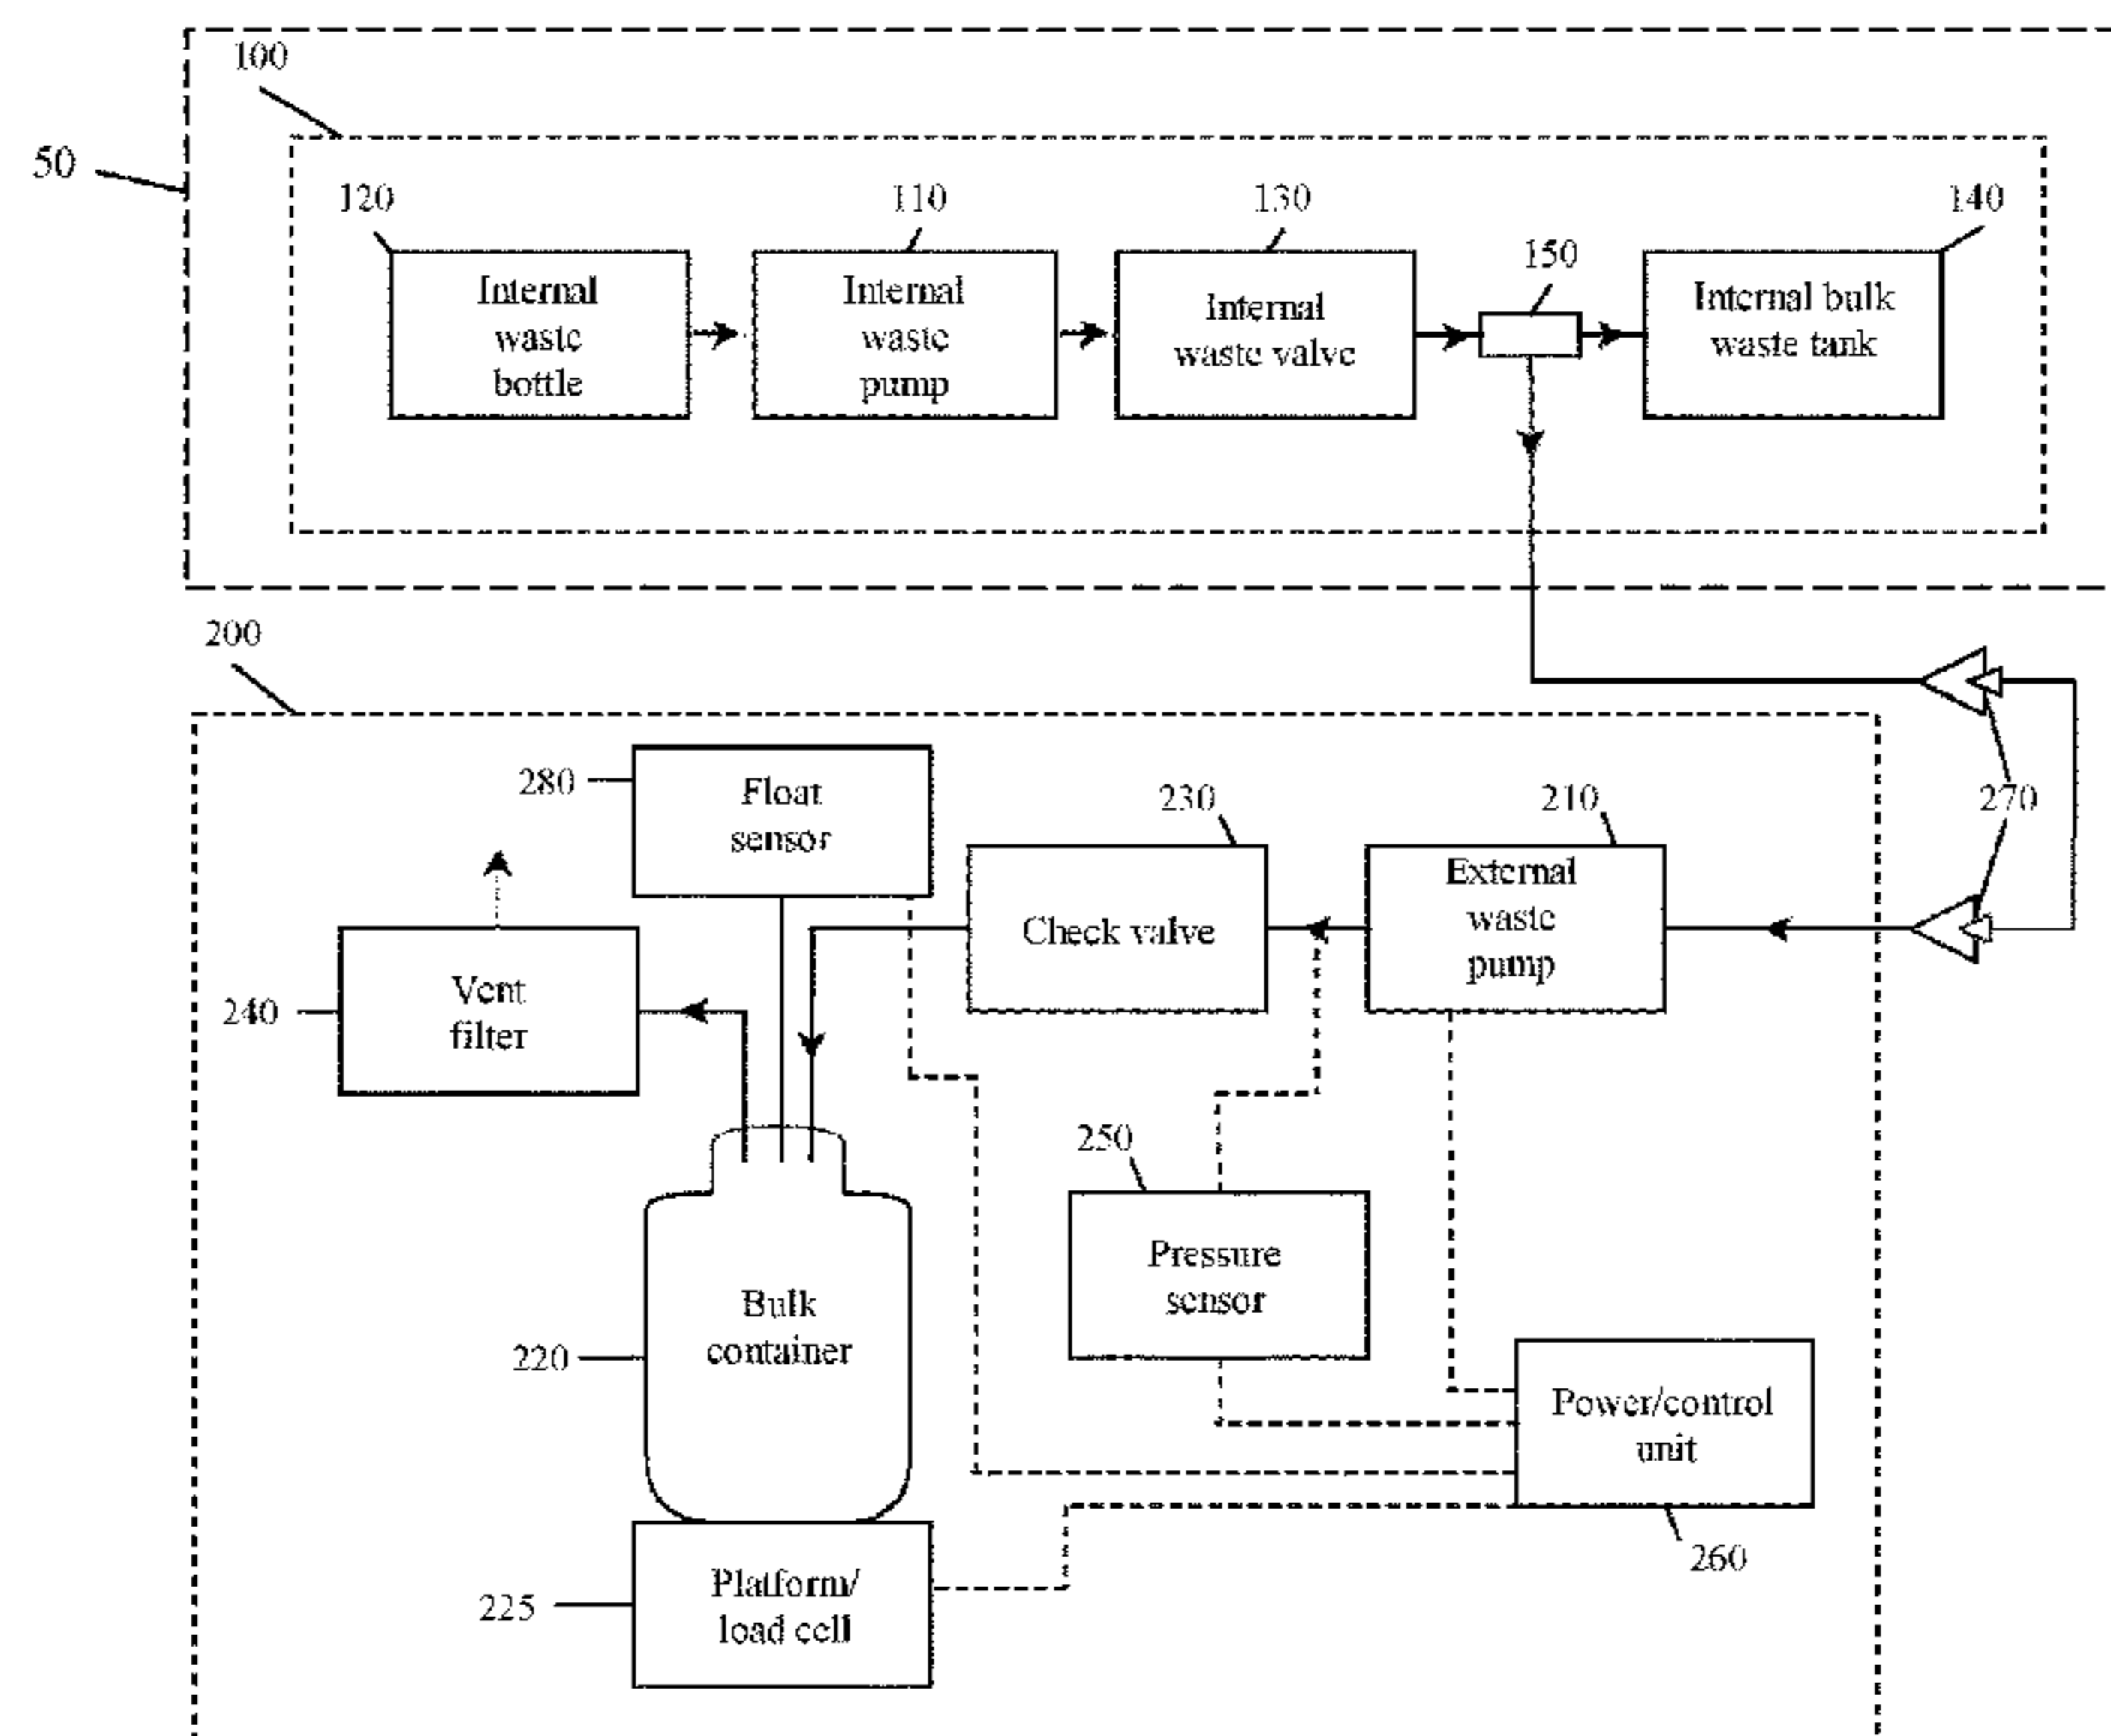 100
50
120
110
130
150
140
Internal
waste
bottle
Internal
waste
pump
Internal
waste valve
Internal bulk
waste tank
200
280
Float
sensor
230
210
270
External
waste
pump
Check valve
240
Vent
filter
250
Pressure
sensor
Bulk
container
220
Power/control
unit
260
225
Platform/
load cell